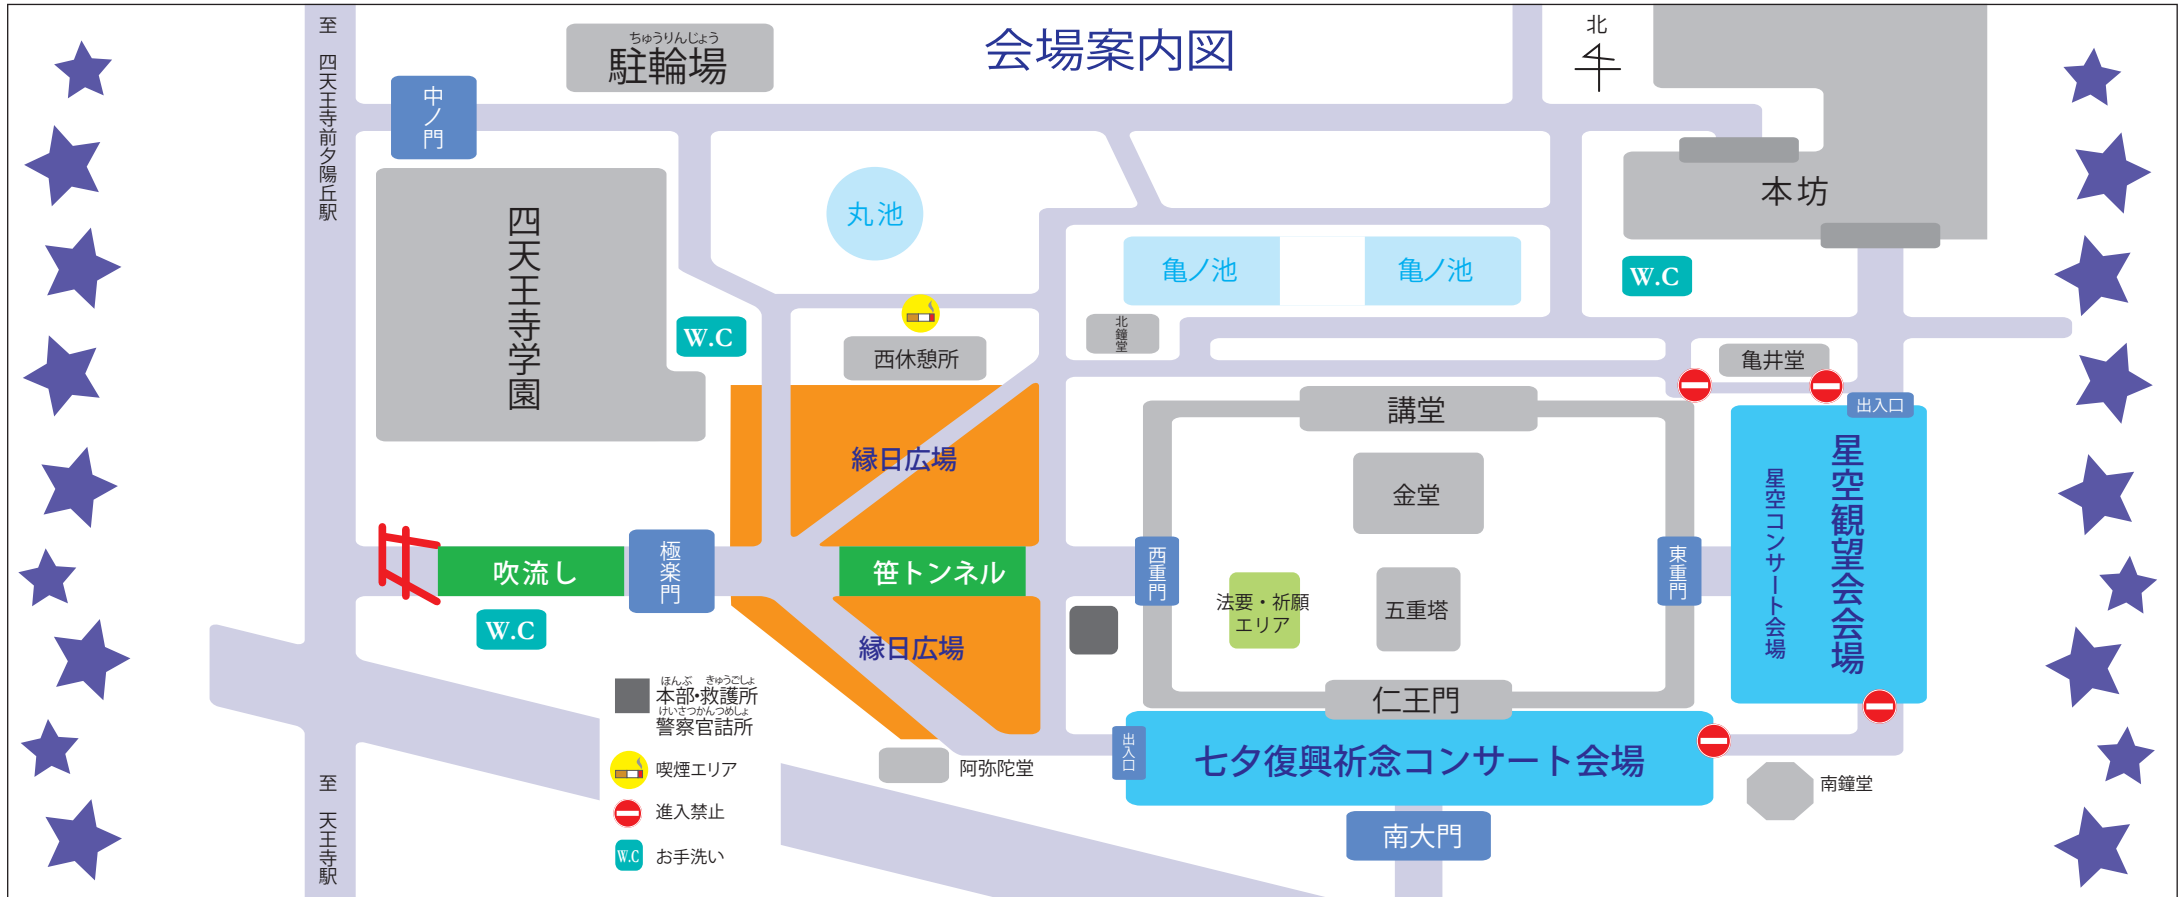 会場案内図
北
至 四天王寺前夕陽丘駅
ちゅうりんじょう
駐輪場
中ノ門
四天王寺学園
丸池
亀ノ池
亀ノ池
本坊
W.C
W.C
西休憩所
北鐘堂
亀井堂
出入口
講堂
縁日広場
金堂
星空観望会会場
星空コンサート会場
吹流し
極楽門
笹トンネル
西重門
東重門
法要・祈願
エリア
五重塔
W.C
縁日広場
仁王門
出入口
七夕復興祈念コンサート会場
阿弥陀堂
南鐘堂
南大門
至 天王寺駅
ほんぶ きゅうごしょ
本部・救護所
けいさつかんつめしょ
警察官詰所
喫煙エリア
進入禁止
W.C お手洗い